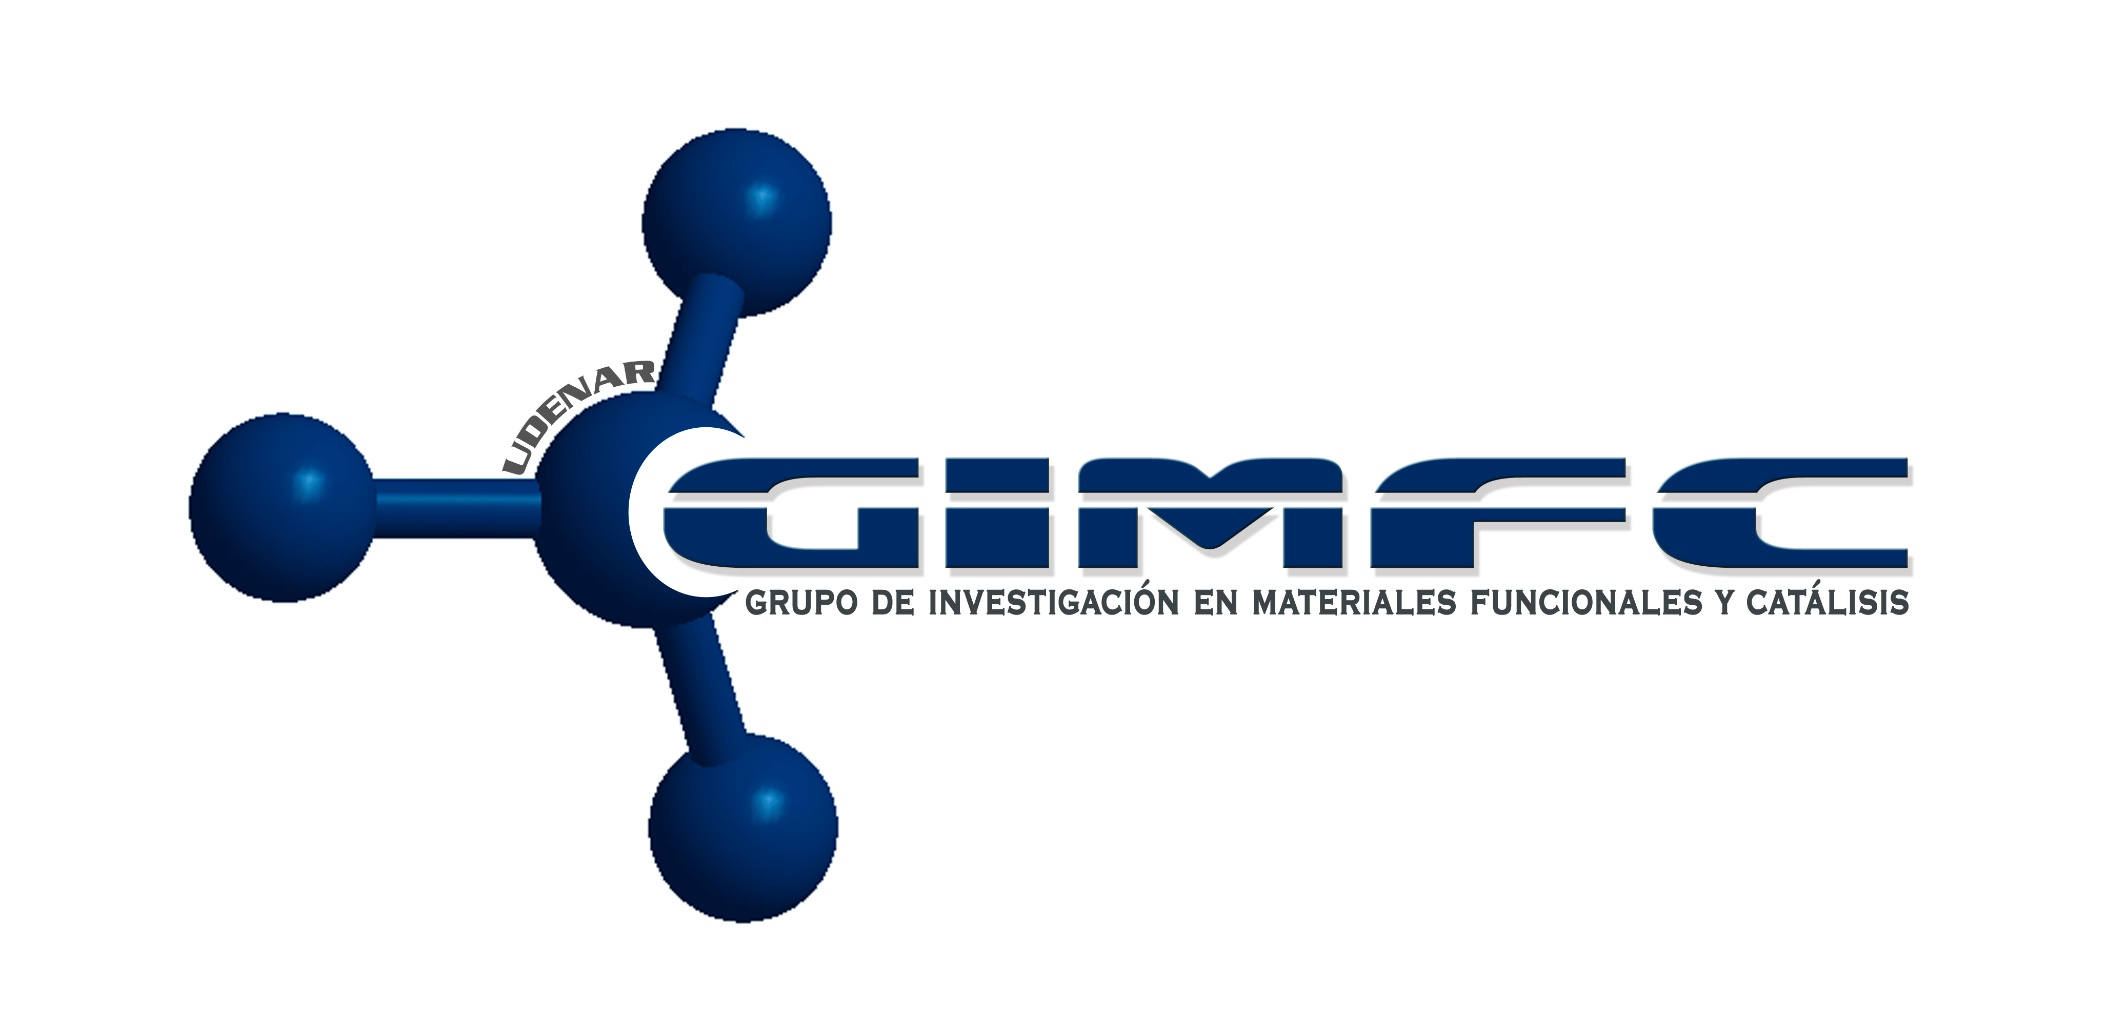 UDENAR
GIMFC
GRUPO DE INVESTIGACIÓN EN MATERIALES FUNCIONALES Y CATÁLISIS